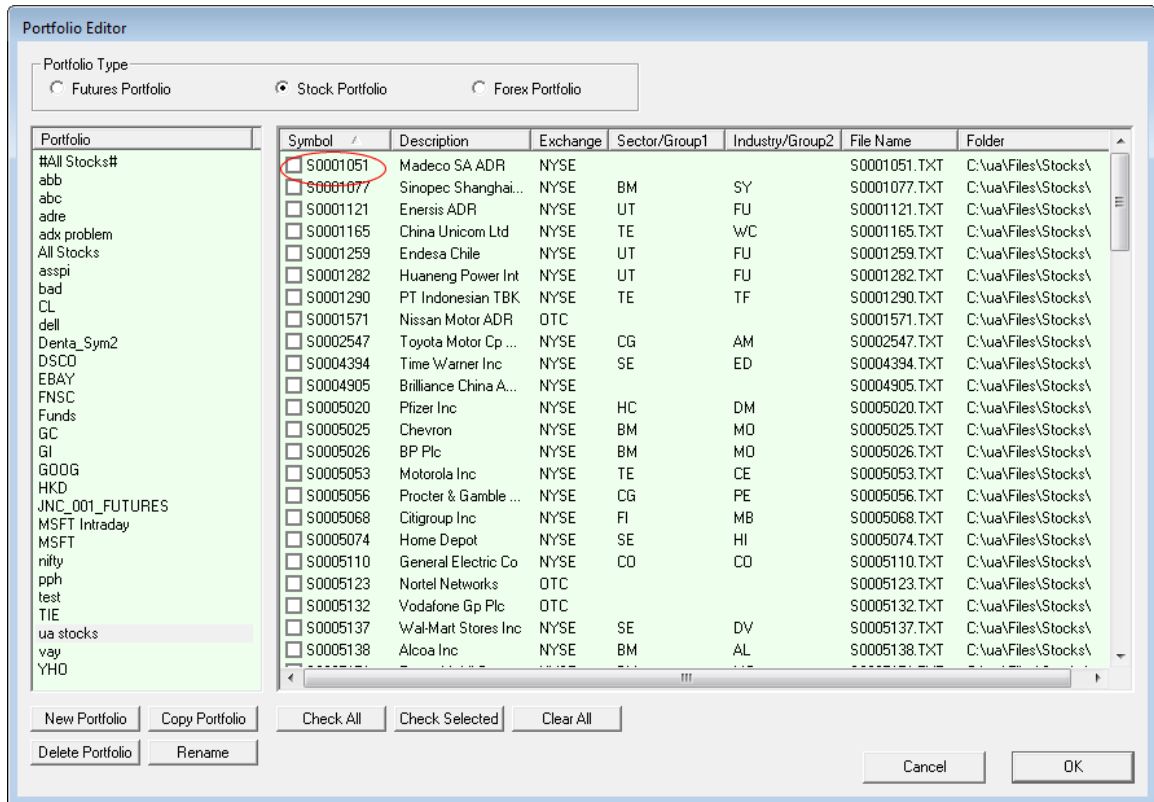 Portfolio Editor
Portfolio Type
Futures Portfolio Stock Portfolio Forex Portfolio
Portfolio
#All Stocks#
abb
abc
adre
adx problem
All Stocks
asspi
bad
CL
dell
Denta_Sym2
DSCO
EBAY
FNSC
Funds
GC
GI
GOOG
HKD
JNC_001_FUTURES
MSFT Intraday
MSFT
nifty
pph
test
TIE
ua stocks
vay
YHO
Symbol Description Exchange Sector/Group1 Industry/Group2 File Name Folder
S0001051 Madeco SA ADR NYSE S0001051.TXT C:\ua\Files\Stocks\
S0001077 Sinopec Shanghai... NYSE BM SY S0001077.TXT C:\ua\Files\Stocks\
S0001121 Enersis ADR NYSE UT FU S0001121.TXT C:\ua\Files\Stocks\
S0001165 China Unicom Ltd NYSE TE WC S0001165.TXT C:\ua\Files\Stocks\
S0001259 Endesa Chile NYSE UT FU S0001259.TXT C:\ua\Files\Stocks\
S0001282 Huaneng Power Int NYSE UT FU S0001282.TXT C:\ua\Files\Stocks\
S0001290 PT Indonesian TBK NYSE TE TF S0001290.TXT C:\ua\Files\Stocks\
S0001571 Nissan Motor ADR OTC S0001571.TXT C:\ua\Files\Stocks\
S0002547 Toyota Motor Cp ... NYSE CG AM S0002547.TXT C:\ua\Files\Stocks\
S0004394 Time Warner Inc NYSE SE ED S0004394.TXT C:\ua\Files\Stocks\
S0004905 Brilliance China A... NYSE S0004905.TXT C:\ua\Files\Stocks\
S0005020 Pfizer Inc NYSE HC DM S0005020.TXT C:\ua\Files\Stocks\
S0005025 Chevron NYSE BM MO S0005025.TXT C:\ua\Files\Stocks\
S0005026 BP Plc NYSE BM MO S0005026.TXT C:\ua\Files\Stocks\
S0005053 Motorola Inc NYSE TE CE S0005053.TXT C:\ua\Files\Stocks\
S0005056 Procter & Gamble ... NYSE CG PE S0005056.TXT C:\ua\Files\Stocks\
S0005068 Citigroup Inc NYSE FI MB S0005068.TXT C:\ua\Files\Stocks\
S0005074 Home Depot NYSE SE HI S0005074.TXT C:\ua\Files\Stocks\
S0005110 General Electric Co NYSE CO CO S0005110.TXT C:\ua\Files\Stocks\
S0005123 Nortel Networks OTC S0005123.TXT C:\ua\Files\Stocks\
S0005132 Vodafone Gp Plc OTC S0005132.TXT C:\ua\Files\Stocks\
S0005137 Wal-Mart Stores Inc NYSE SE DV S0005137.TXT C:\ua\Files\Stocks\
S0005138 Alcoa Inc NYSE BM AL S0005138.TXT C:\ua\Files\Stocks\
New Portfolio Copy Portfolio Check All Check Selected Clear All
Delete Portfolio Rename
Cancel OK